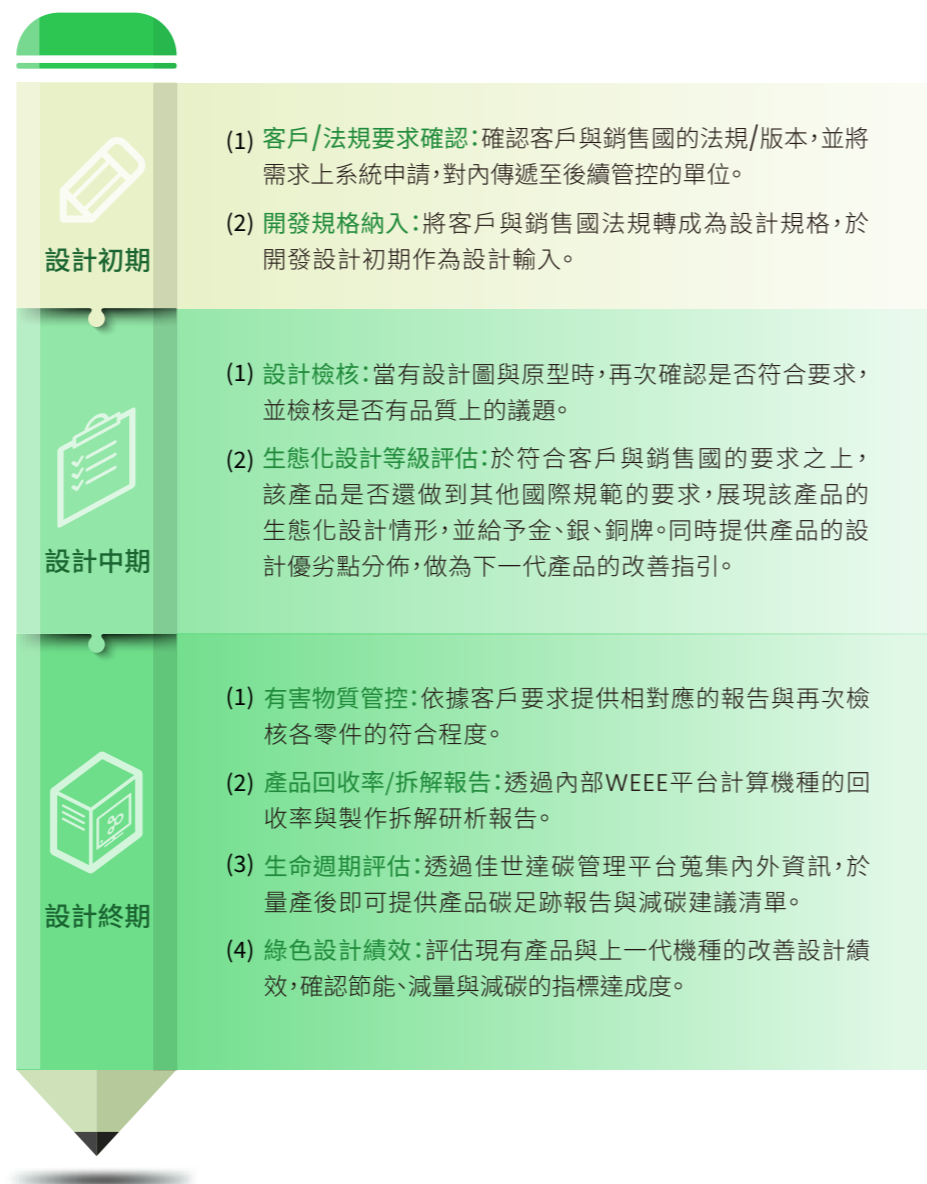 設計初期
(1) 客戶/法規要求確認:確認客戶與銷售國的法規/版本,並將
需求上系統申請,對內傳遞至後續管控的單位。
(2) 開發規格納入:將客戶與銷售國法規轉成為設計規格,於
開發設計初期作為設計輸入。
設計中期
(1) 設計檢核:當有設計圖與原型時,再次確認是否符合要求,
並檢核是否有品質上的議題。
(2) 生態化設計等級評估:於符合客戶與銷售國的要求之上,
該產品是否還做到其他國際規範的要求,展現該產品的
生態化設計情形,並給予金、銀、銅牌。同時提供產品的設
計優劣點分佈,做為下一代產品的改善指引。
設計終期
(1) 有害物質管控:依據客戶要求提供相對應的報告與再次檢
核各零件的符合程度。
(2) 產品回收率/拆解報告:透過內部WEEE平台計算機種的回
收率與製作拆解研析報告。
(3) 生命週期評估:透過佳世達碳管理平台蒐集內外資訊,於
量產後即可提供產品碳足跡報告與減碳建議清單。
(4) 綠色設計績效:評估現有產品與上一代機種的改善設計績
效,確認節能、減量與減碳的指標達成度。